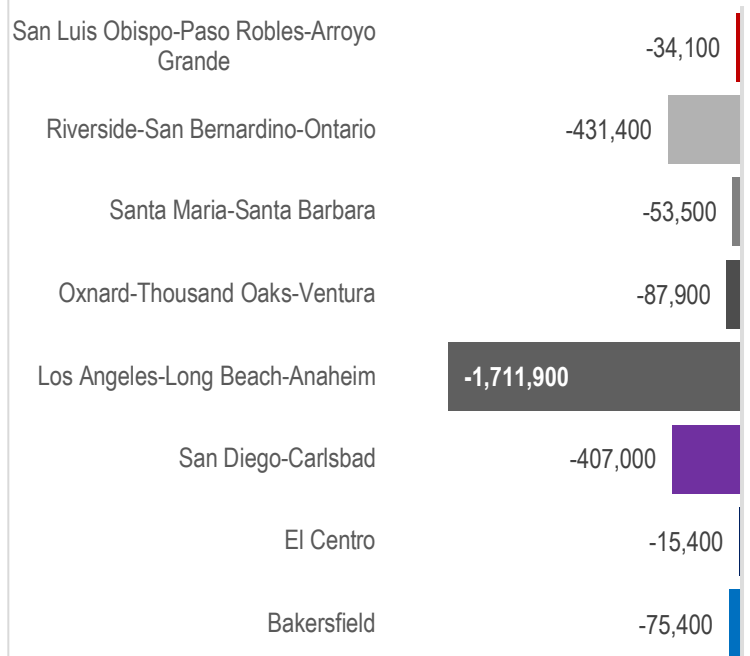 San Luis Obispo-Paso Robles-Arroyo
Grande
-34,100
Riverside-San Bernardino-Ontario
-431,400
Santa Maria-Santa Barbara
-53,500
Oxnard-Thousand Oaks-Ventura
-87,900
Los Angeles-Long Beach-Anaheim
-1,711,900
San Diego-Carlsbad
-407,000
El Centro
-15,400
Bakersfield
-75,400